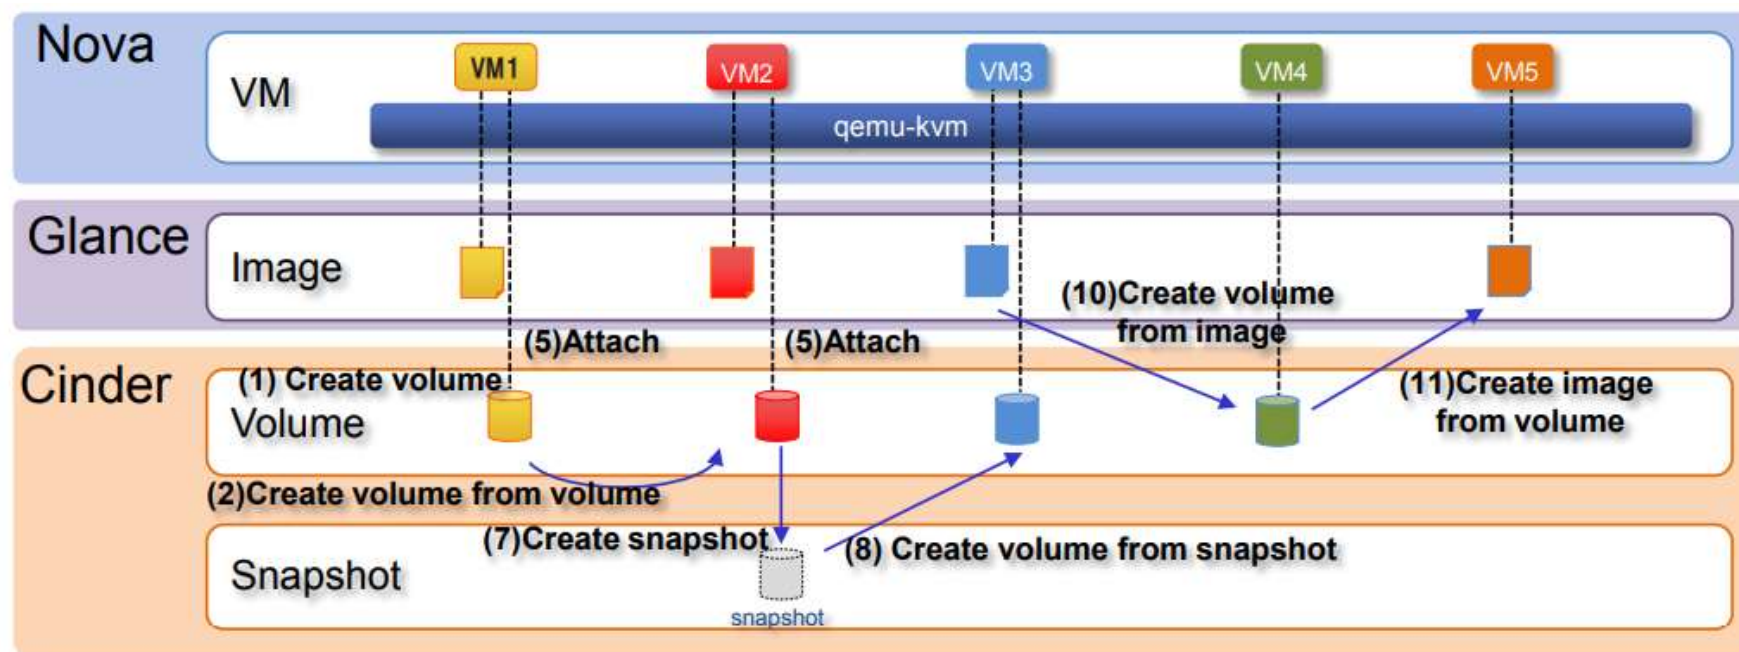 Nova
VM
VM1
VM2
VM3
VM4
VM5
qemu-kvm
Glance
Image
(10)Create volume
from image
(5)Attach
(5)Attach
Cinder
(1) Create volume
Volume
(11)Create image
from volume
(2)Create volume from volume
(7)Create snapshot
(8) Create volume from snapshot
Snapshot
snapshot